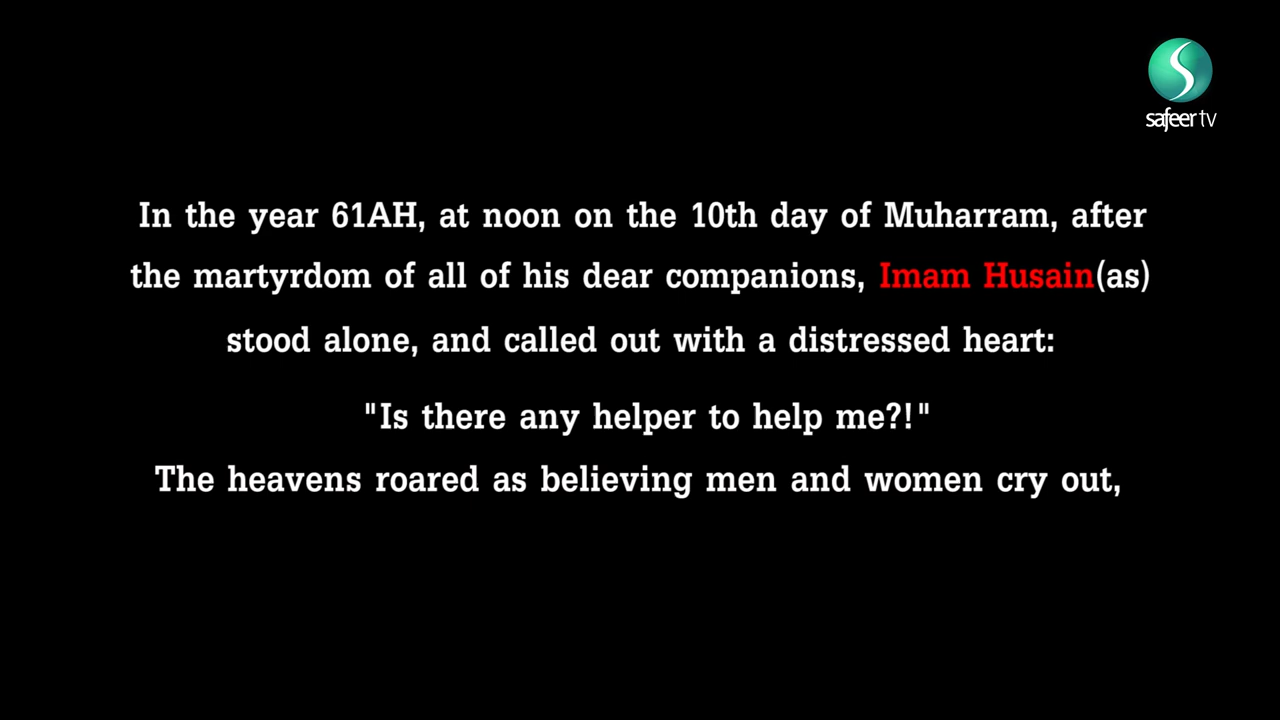 safeer tv
In the year 61AH, at noon on the 10th day of Muharram, after
the martyrdom of all of his dear companions, Imam Husain(as)
stood alone, and called out with a distressed heart:
"Is there any helper to help me?!"
The heavens roared as believing men and women cry out,